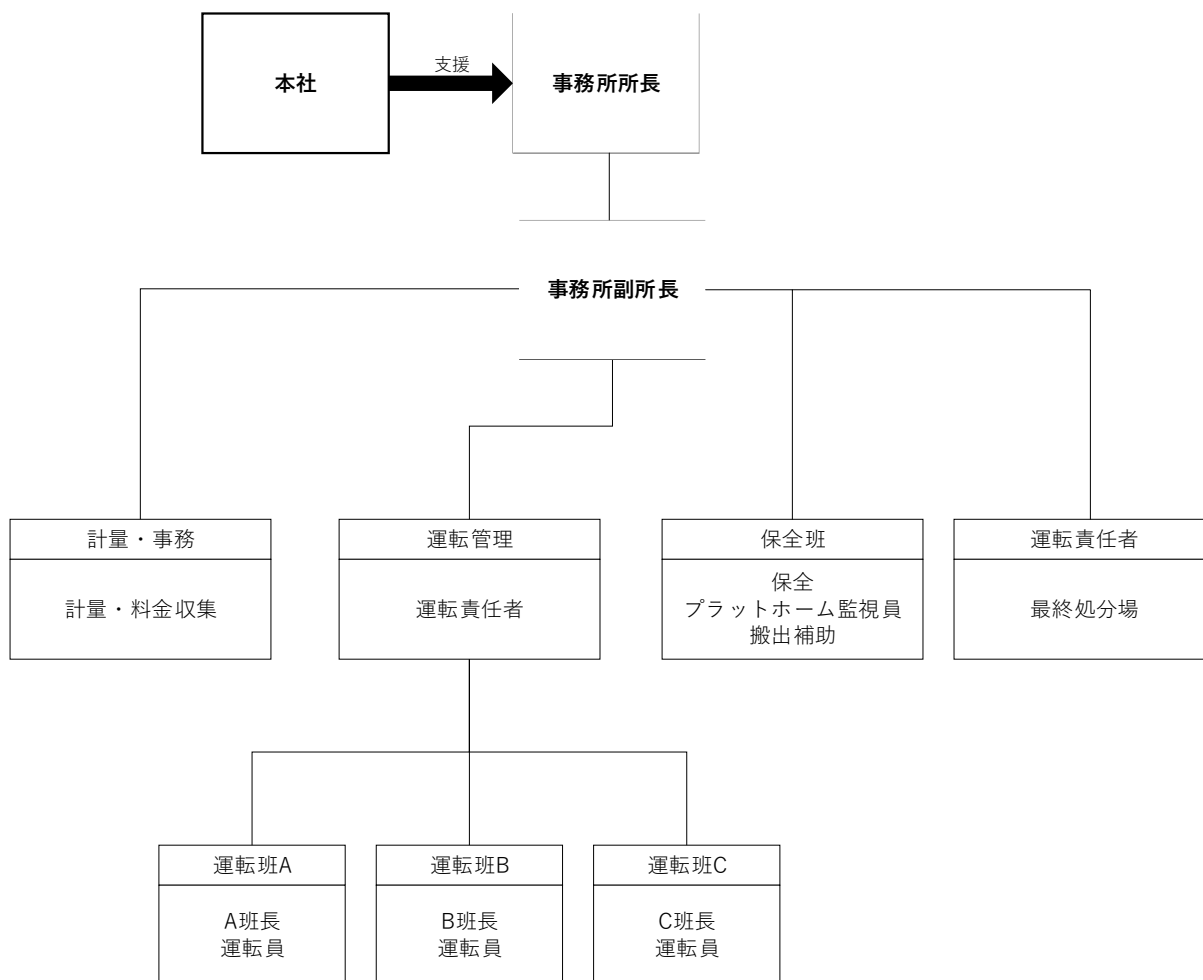 本社
支援
事務所所長
事務所副所長
計量・事務
計量・料金収集
運転管理
運転責任者
保全班
保全
プラットホーム監視員
搬出補助
運転責任者
最終処分場
運転班A
A班長
運転員
運転班B
B班長
運転員
運転班C
C班長
運転員